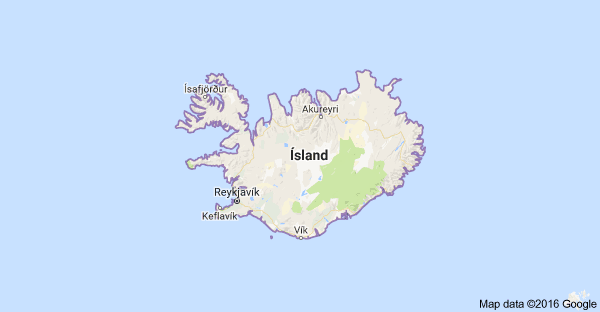 Ísafjörður
Akureyri
Ísland
Reykjavík
Keflavík
Vík
Map data ©2016 Google